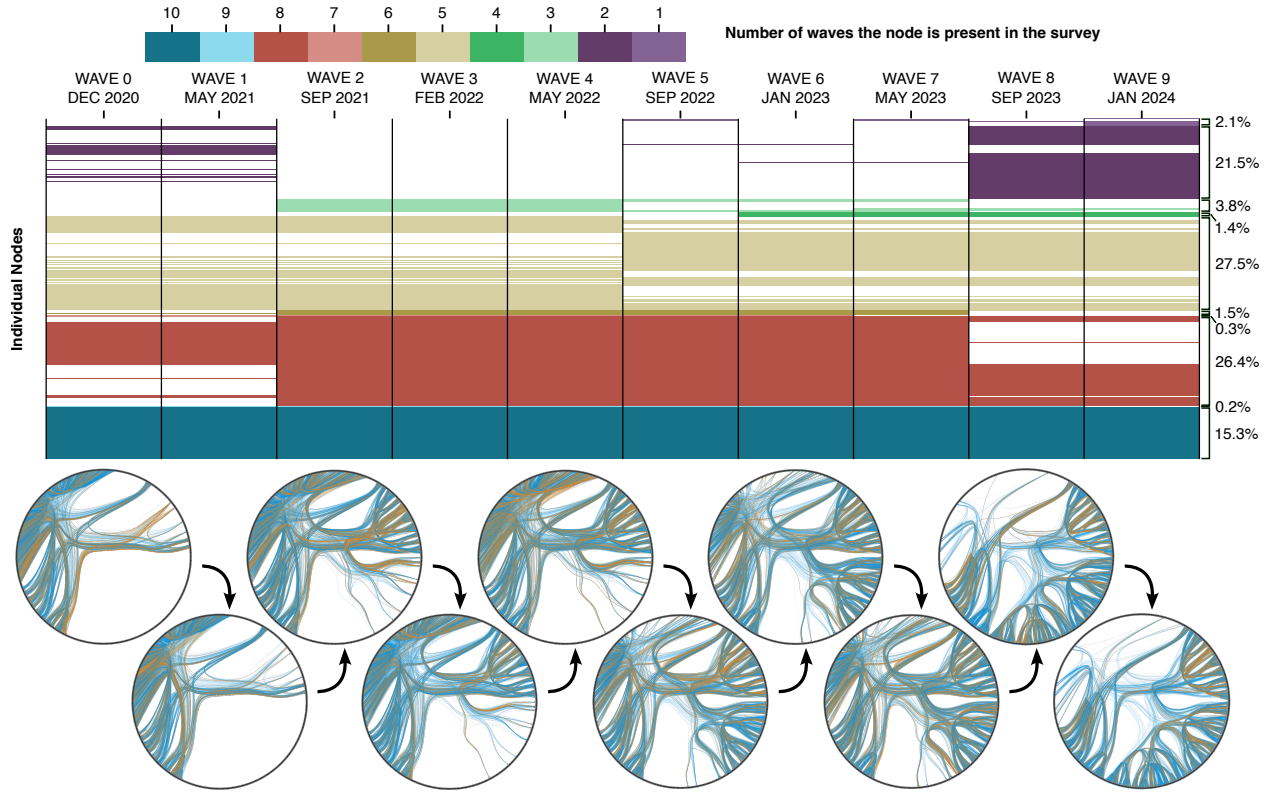 10 9 8 7 6 5 4 3 2 1
Number of waves the node is present in the survey
WAVE 0 WAVE 1 WAVE 2 WAVE 3 WAVE 4 WAVE 5 WAVE 6 WAVE 7 WAVE 8 WAVE 9
DEC 2020 MAY 2021 SEP 2021 FEB 2022 MAY 2022 SEP 2022 JAN 2023 MAY 2023 SEP 2023 JAN 2024
Individual Nodes
2.1%
21.5%
3.8%
1.4%
27.5%
1.5%
0.3%
26.4%
0.2%
15.3%